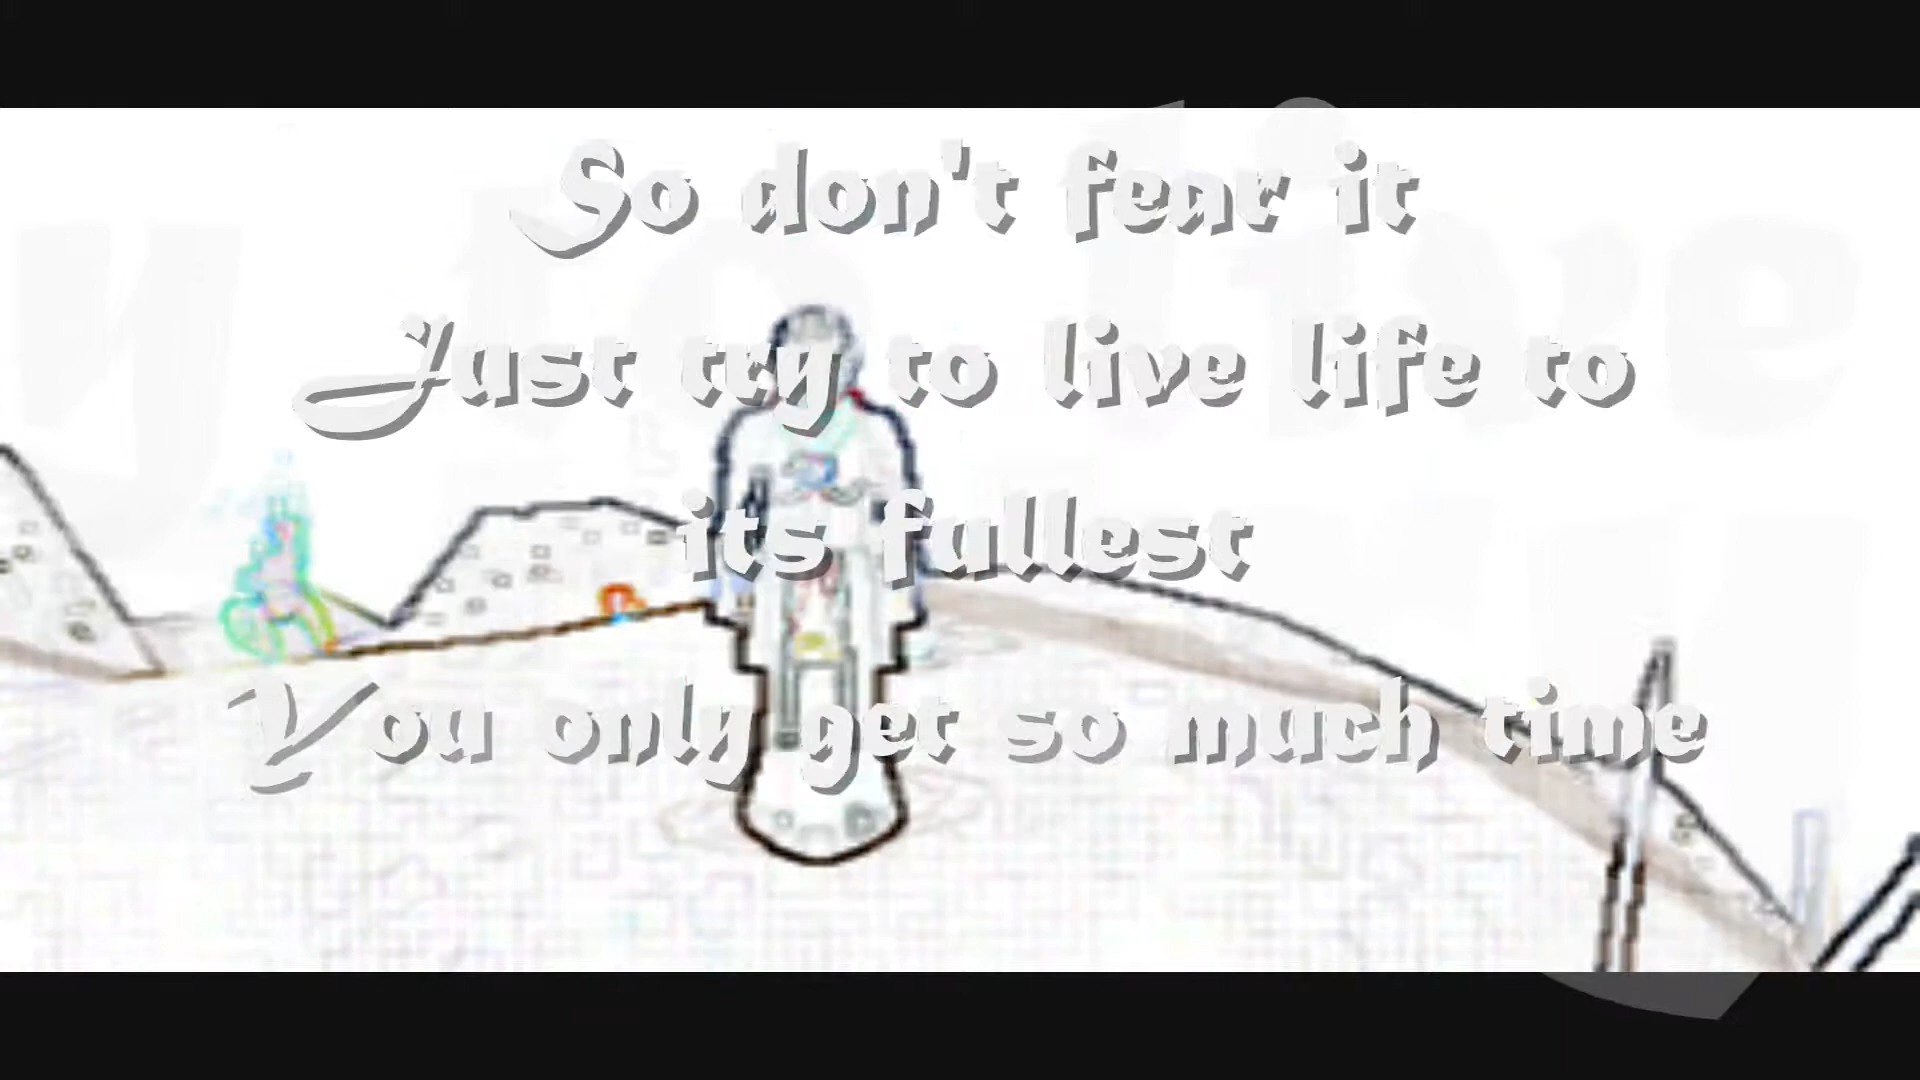 So don't fear it
Just try to live life to
its fullest
You only get so much time